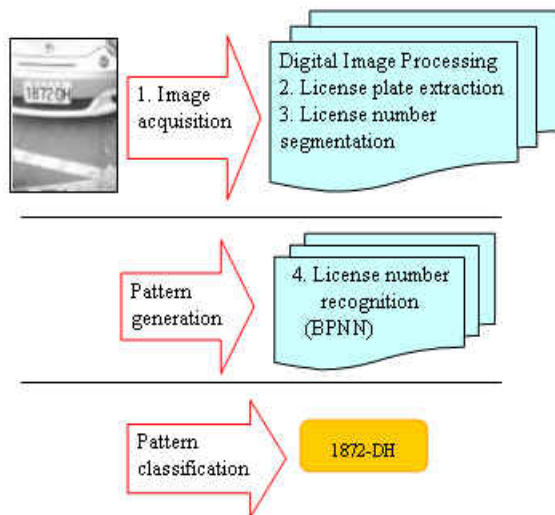 1872-DH
1. Image
acquisition
Digital Image Processing
2. License plate extraction
3. License number
segmentation
Pattern
generation
4. License number
recognition
(BPNN)
Pattern
classification
1872-DH